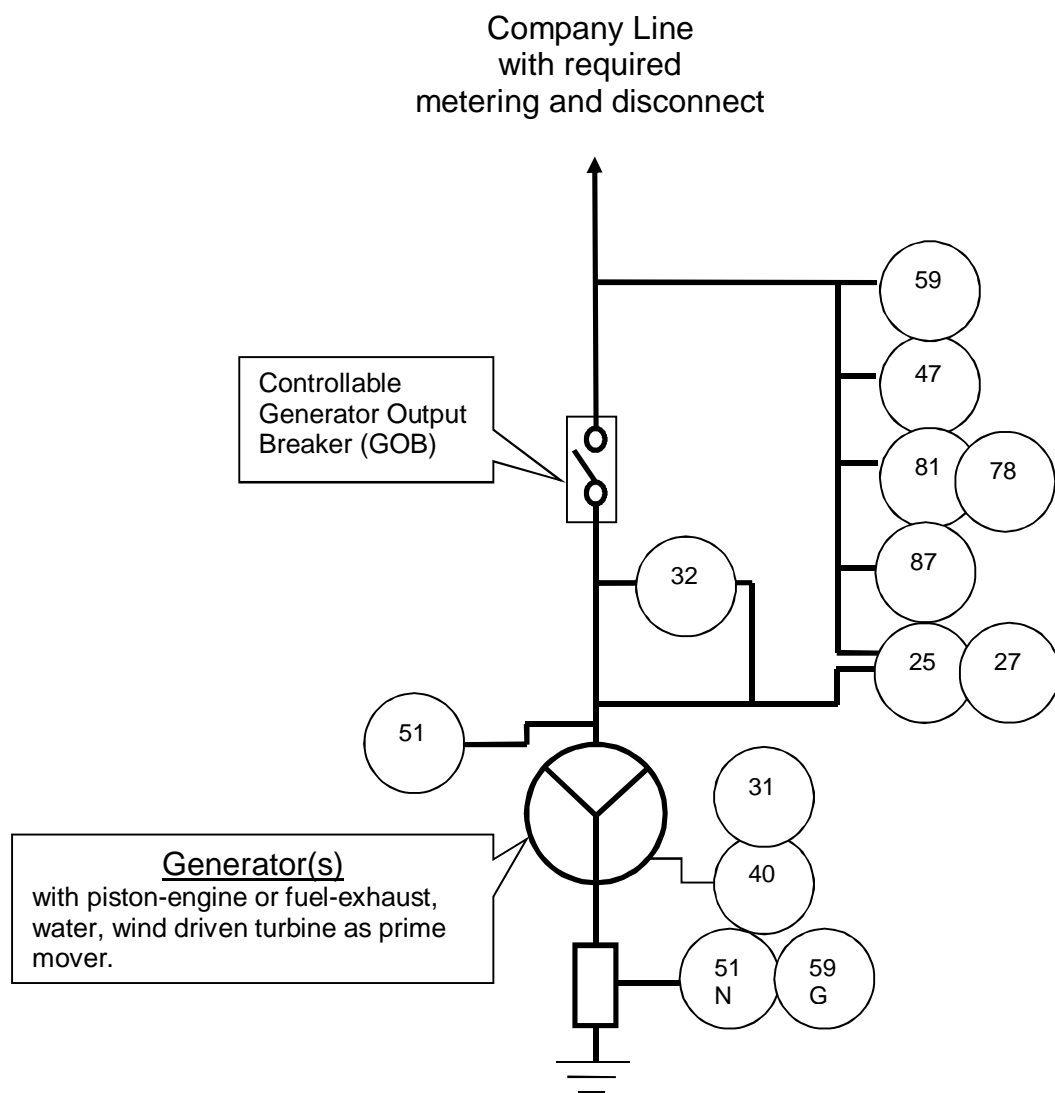 Company Line
with required
metering and disconnect
59
Controllable
Generator Output
Breaker (GOB)
47
81
78
87
32
25
27
51
31
Generator(s)
with piston-engine or fuel-exhaust,
water, wind driven turbine as prime
mover.
40
51
N
59
G